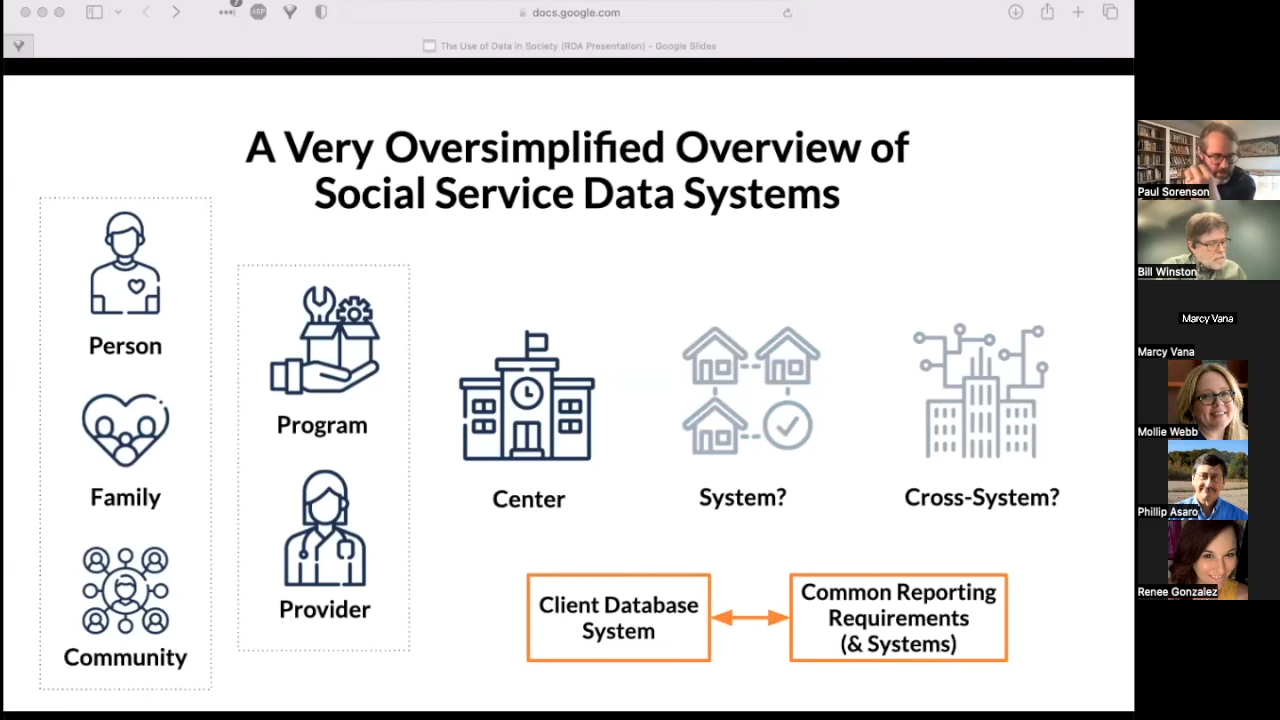 docs.google.com
The Use of Data in Society (RDA Presentation) - Google Slides
A Very Oversimplified Overview of
Social Service Data Systems
Person
Family
Community
Program
Provider
Center
System?
Cross-System?
Client Database
System
Common Reporting
Requirements
(& Systems)
Paul Sorenson
Bill Winston
Marcy Vana
Marcy Vana
Mollie Webb
Phillip Asaro
Renee Gonzalez